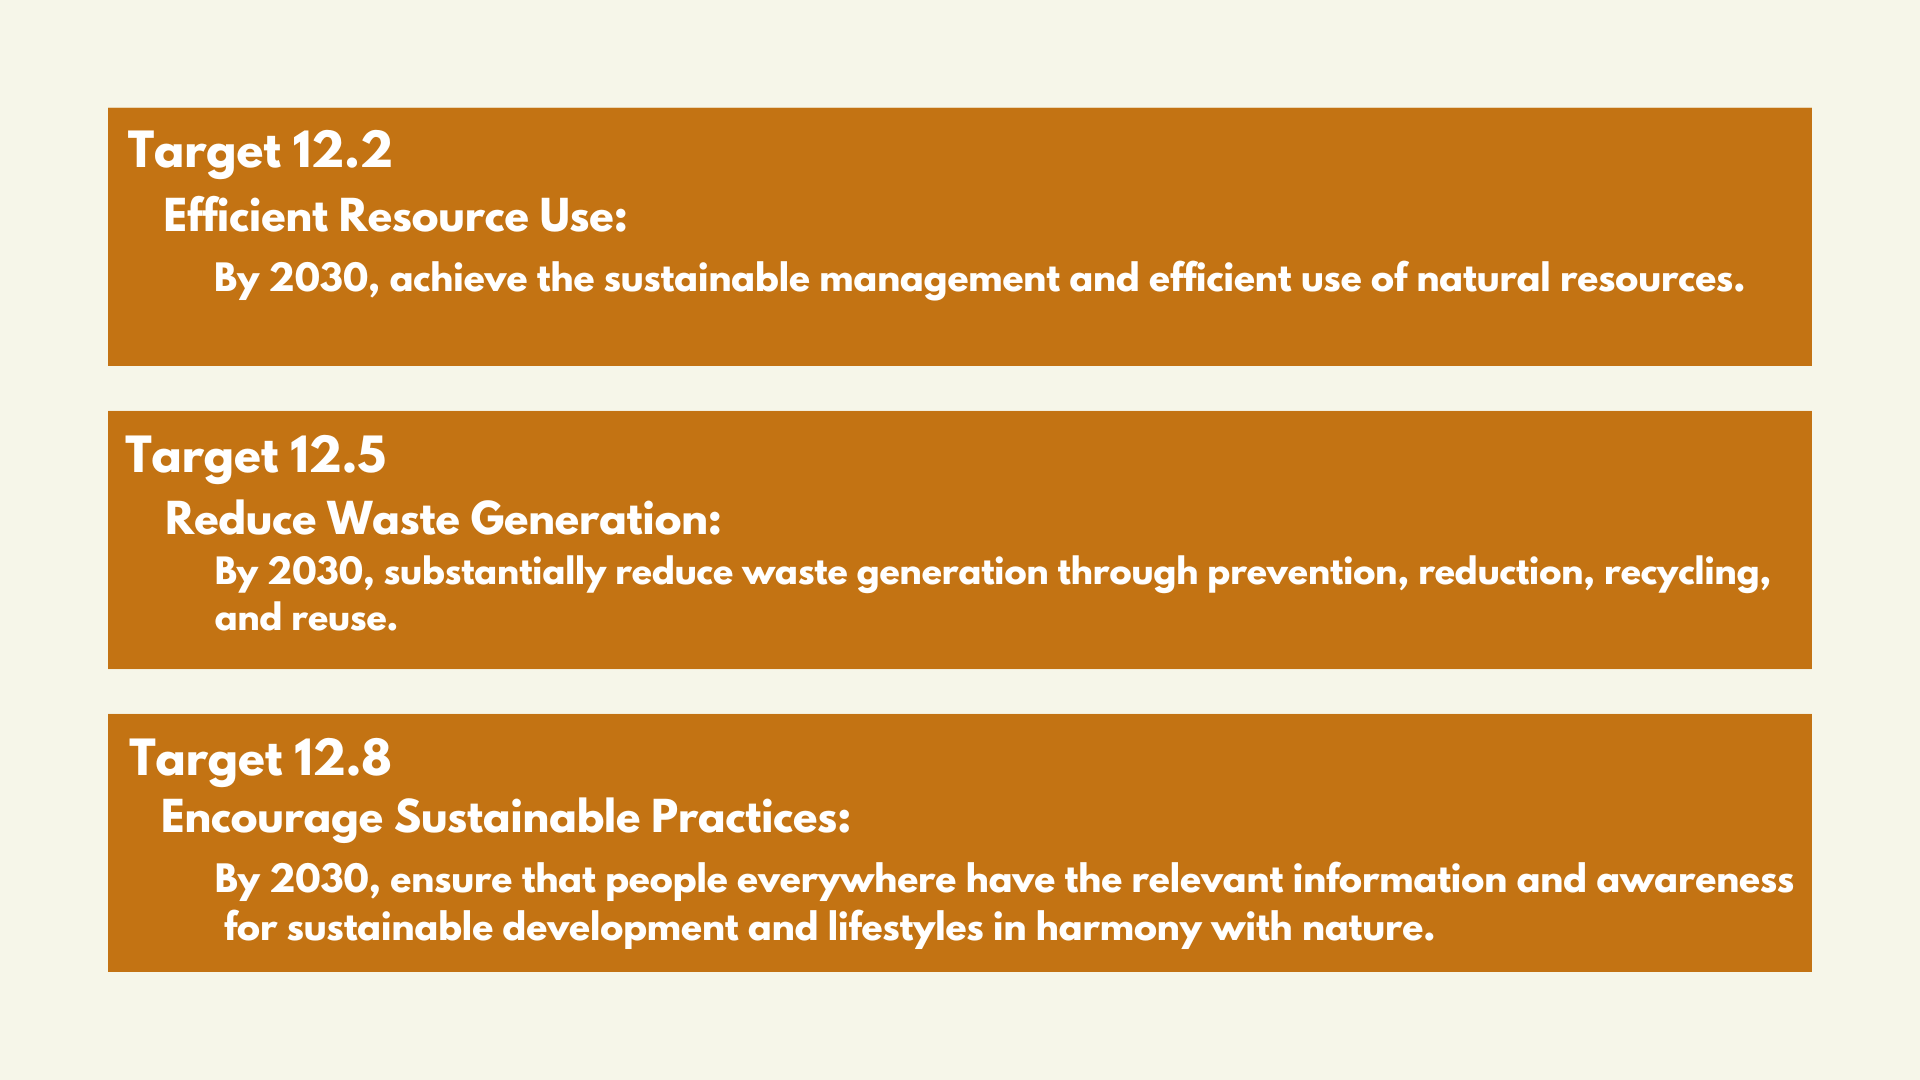 Target 12.2
Efficient Resource Use:
By 2030, achieve the sustainable management and efficient use of natural resources.
Target 12.5
Reduce Waste Generation:
By 2030, substantially reduce waste generation through prevention, reduction, recycling,
and reuse.
Target 12.8
Encourage Sustainable Practices:
By 2030, ensure that people everywhere have the relevant information and awareness
for sustainable development and lifestyles in harmony with nature.